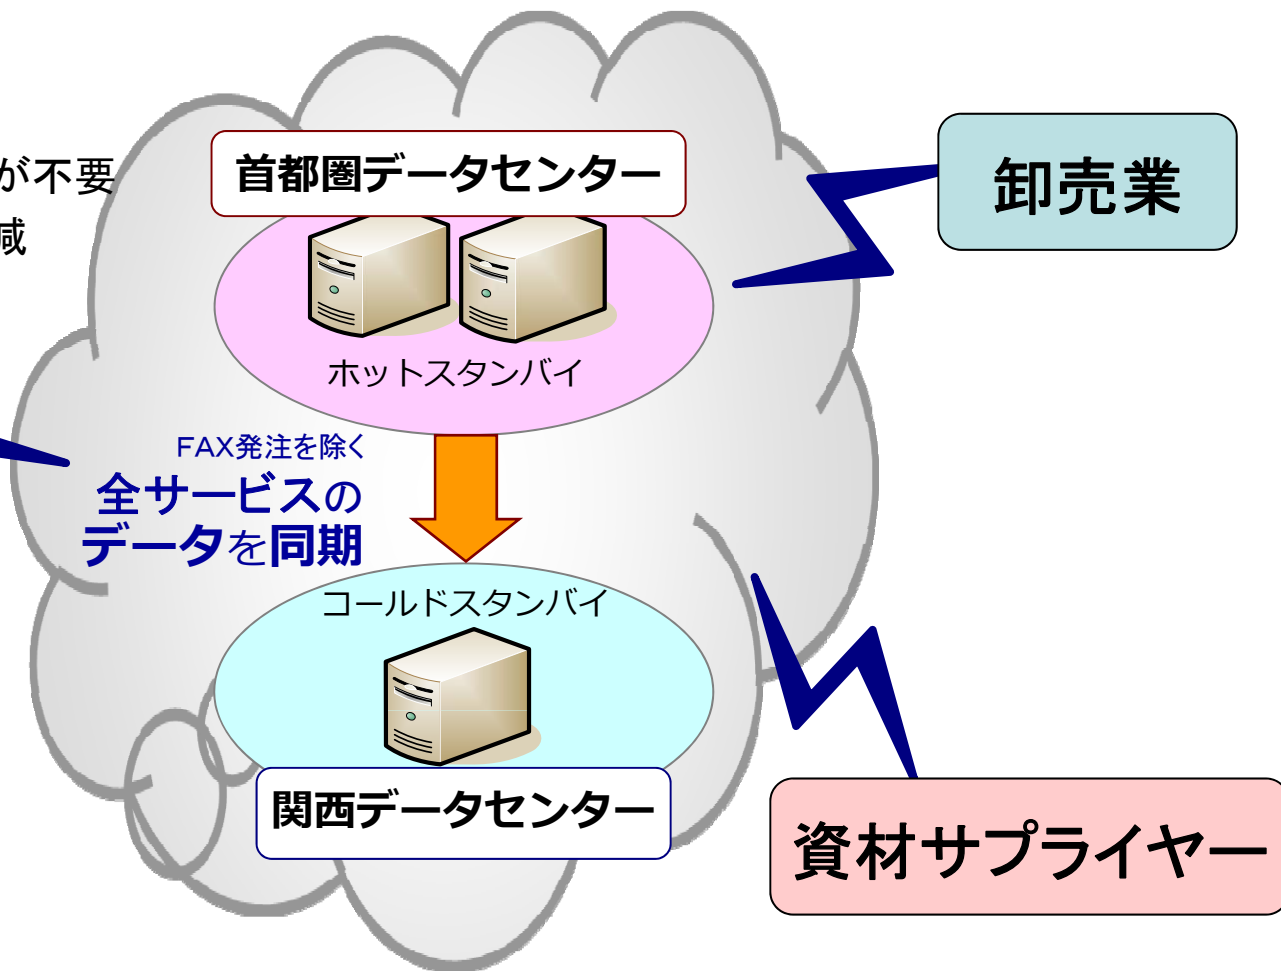 が不要
減
首都圏データセンター
卸売業
ホットスタンバイ
FAX発注を除く
全サービスの
データを同期
コールドスタンバイ
関西データセンター
資材サプライヤー